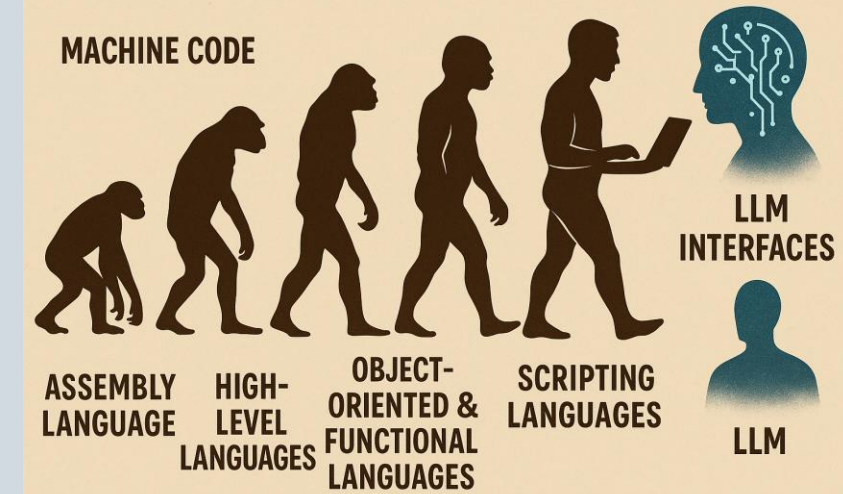 MACHINE CODE
LLM
INTERFACES
ASSEMBLY
LANGUAGE
HIGH-
LEVEL
LANGUAGES
OBJECT-
ORIENTED &
FUNCTIONAL
LANGUAGES
SCRIPTING
LANGUAGES
LLM